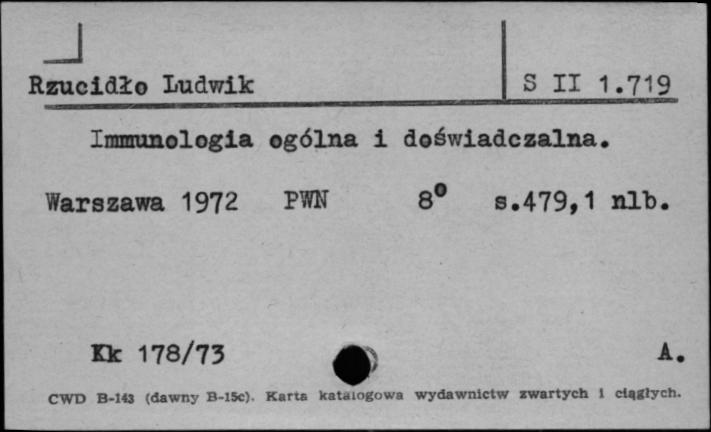 Rzucidło Ludwik S II 1.719
Immunologia ogólna i doświadczalna.
Warszawa 1972 PWN 8° s.479,1 nlb.
Kk 178/73 A.
CWD B-143 (dawny B-15c). Karta katalogowa wydawnictw zwartych i ciągłych.